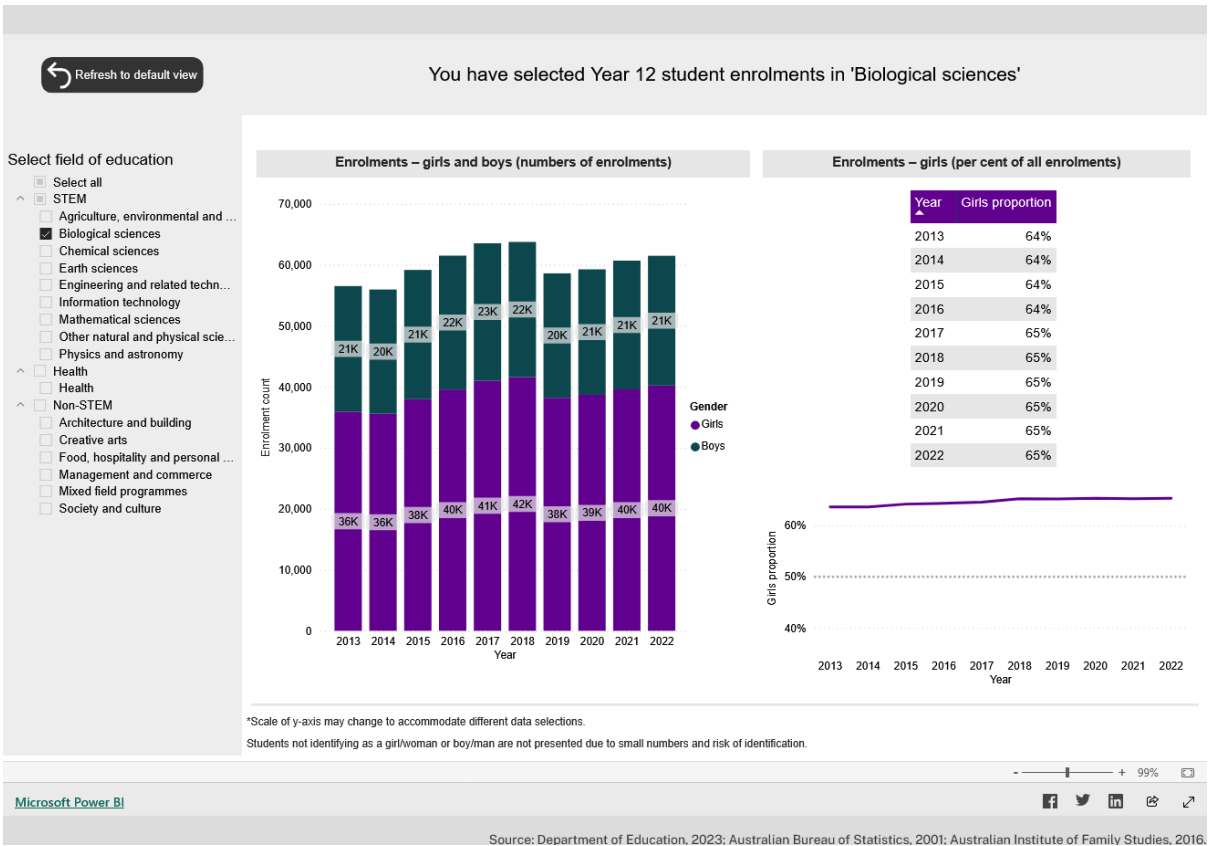 Refresh to default view
You have selected Year 12 student enrolments in 'Biological sciences'
Select field of education
Select all
STEM
Agriculture, environmental and ...
Biological sciences
Chemical sciences
Earth sciences
Engineering and related techn...
Information technology
Mathematical sciences
Other natural and physical scie...
Physics and astronomy
Health
Health
Non-STEM
Architecture and building
Creative arts
Food, hospitality and personal ...
Management and commerce
Mixed field programmes
Society and culture
Enrolments – girls and boys (numbers of enrolments)
Enrolment count
70,000
60,000
50,000
40,000
30,000
20,000
10,000
0
21K 20K 21K 22K 23K 22K 20K 21K 21K 21K
36K 36K 38K 40K 41K 42K 38K 39K 40K 40K
2013 2014 2015 2016 2017 2018 2019 2020 2021 2022
Year
Gender
Girls
Boys
Enrolments – girls (per cent of all enrolments)
Year Girls proportion
2013 64%
2014 64%
2015 64%
2016 64%
2017 65%
2018 65%
2019 65%
2020 65%
2021 65%
2022 65%
Girls proportion
60%
50%
40%
2013 2014 2015 2016 2017 2018 2019 2020 2021 2022
Year
*Scale of y-axis may change to accommodate different data selections.
Students not identifying as a girl/woman or boy/man are not presented due to small numbers and risk of identification.
- + 99%
Microsoft Power BI
Source: Department of Education, 2023; Australian Bureau of Statistics, 2001; Australian Institute of Family Studies, 2016.